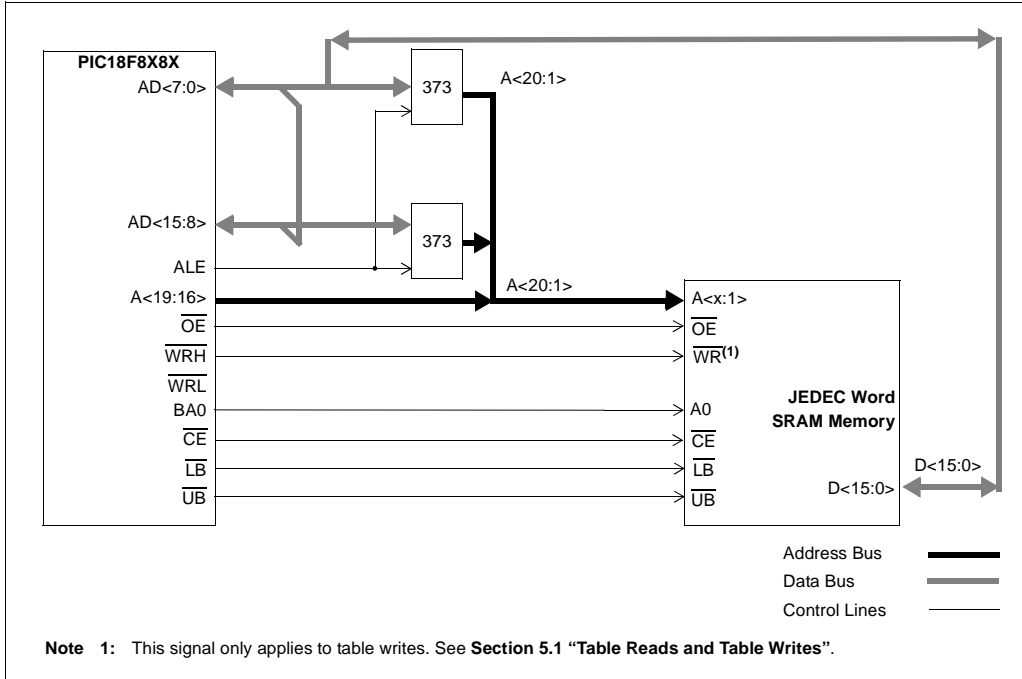 PIC18F8X8X
AD<7:0>
373
A<20:1>
AD<15:8>
373
ALE
A<19:16>
A<20:1>
A<x:1>
OE
OE
WRH
WR(1)
WRL
JEDEC Word
SRAM Memory
BA0
A0
CE
CE
LB
LB
D<15:0>
D<15:0>
UB
UB
Address Bus
Data Bus
Control Lines
Note 1: This signal only applies to table writes. See Section 5.1 “Table Reads and Table Writes”.